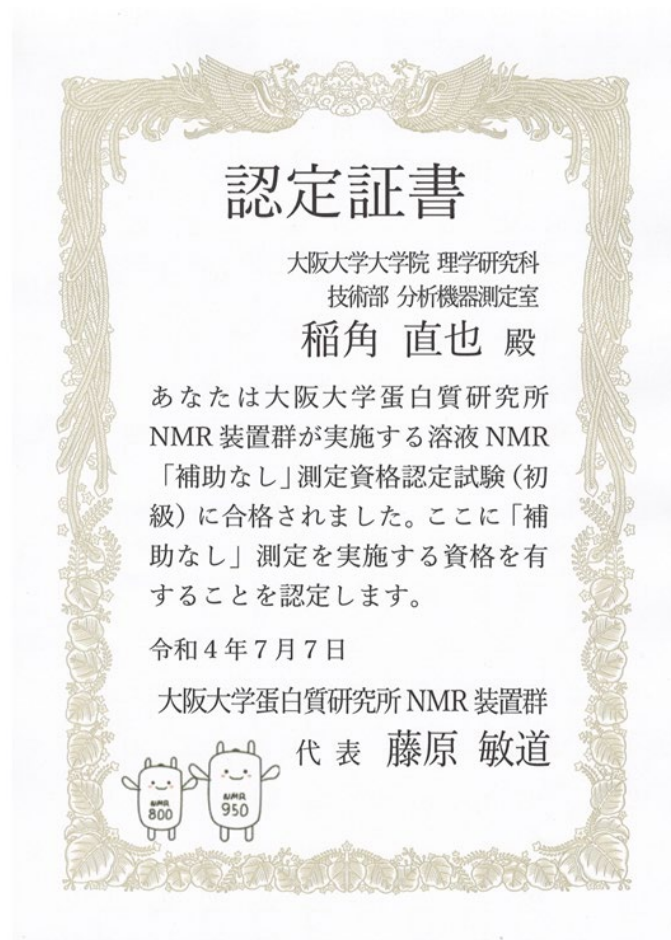 認定証書
大阪大学大学院 理学研究科
技術部 分析機器測定室
稲角 直也 殿
あなたは大阪大学蛋白質研究所
NMR 装置群が実施する溶液 NMR
「補助なし」測定資格認定試験（初
級）に合格されました。ここに「補
助なし」測定を実施する資格を有
することを認定します。
令和４年７月７日
大阪大学蛋白質研究所 NMR 装置群
代 表 藤原 敏道
NMR
800
NMR
950